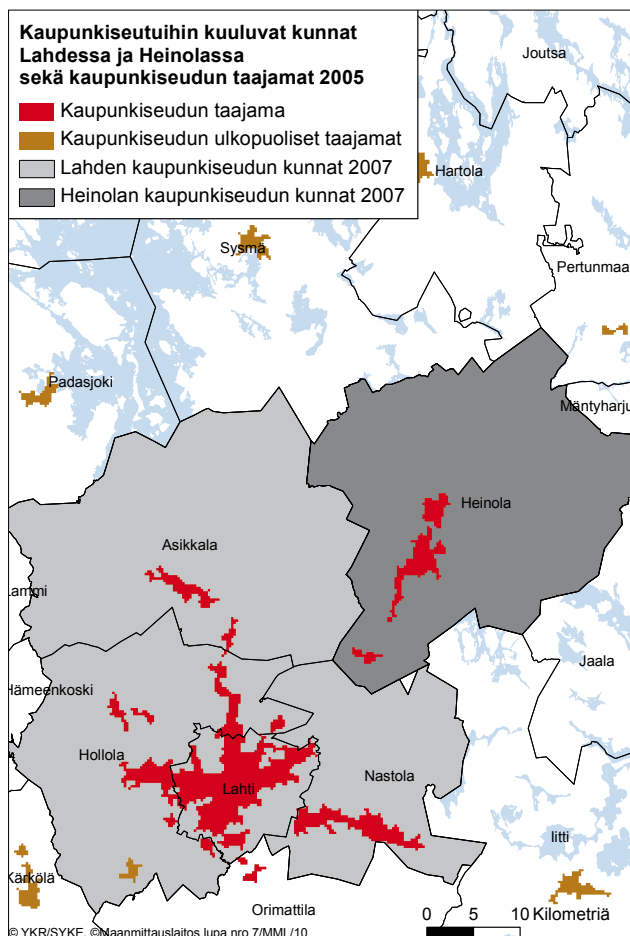 Kaupunkiseutuihin kuuluvat kunnat
Lahdessa ja Heinolassa
sekä kaupunkiseudun taajamat 2005
Kaupunkiseudun taajama
Kaupunkiseudun ulkopuoliset taajamat
Lahden kaupunkiseudun kunnat 2007
Heinolan kaupunkiseudun kunnat 2007
Joutsa
Hartola
Sysmä
Pertunmaa
Padasjoki
Mäntyharju
Heinola
Asikkala
Lammi
Jaala
Hämeenkoski
Hollola
Nastola
Lahti
Iitti
Kärkölä
Orimattila
0 5 10
Kilometriä
© YKR/SYKE, ©Maanmittauslaitos lupa nro 7/MML/10